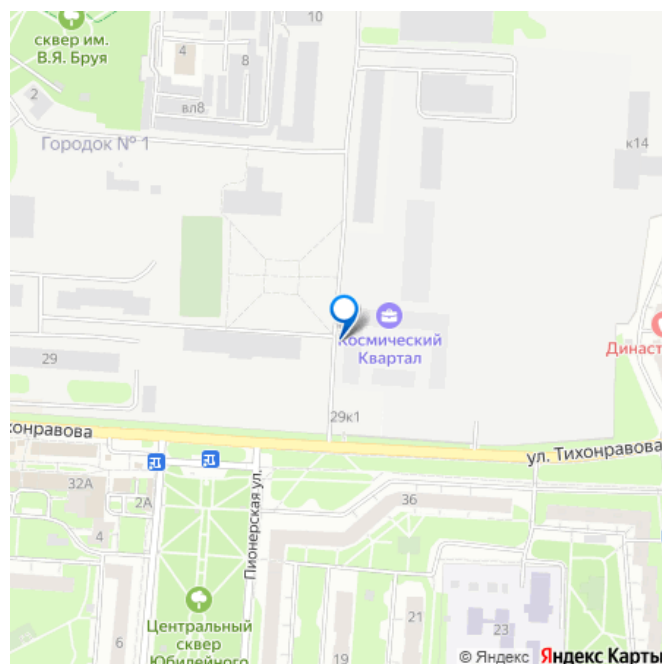 10
сквер им.
В.Я. Бруя
4
8
2
вл8
Городок № 1
к14
Космический
Квартал
Династ
29
29к1
хонравова
ул. Тихонравова
32А
2А
36
4
Пионерская ул.
Центральный
сквер
Юбилейного
6
19
21
23
© Яндекс Яндекс Карты